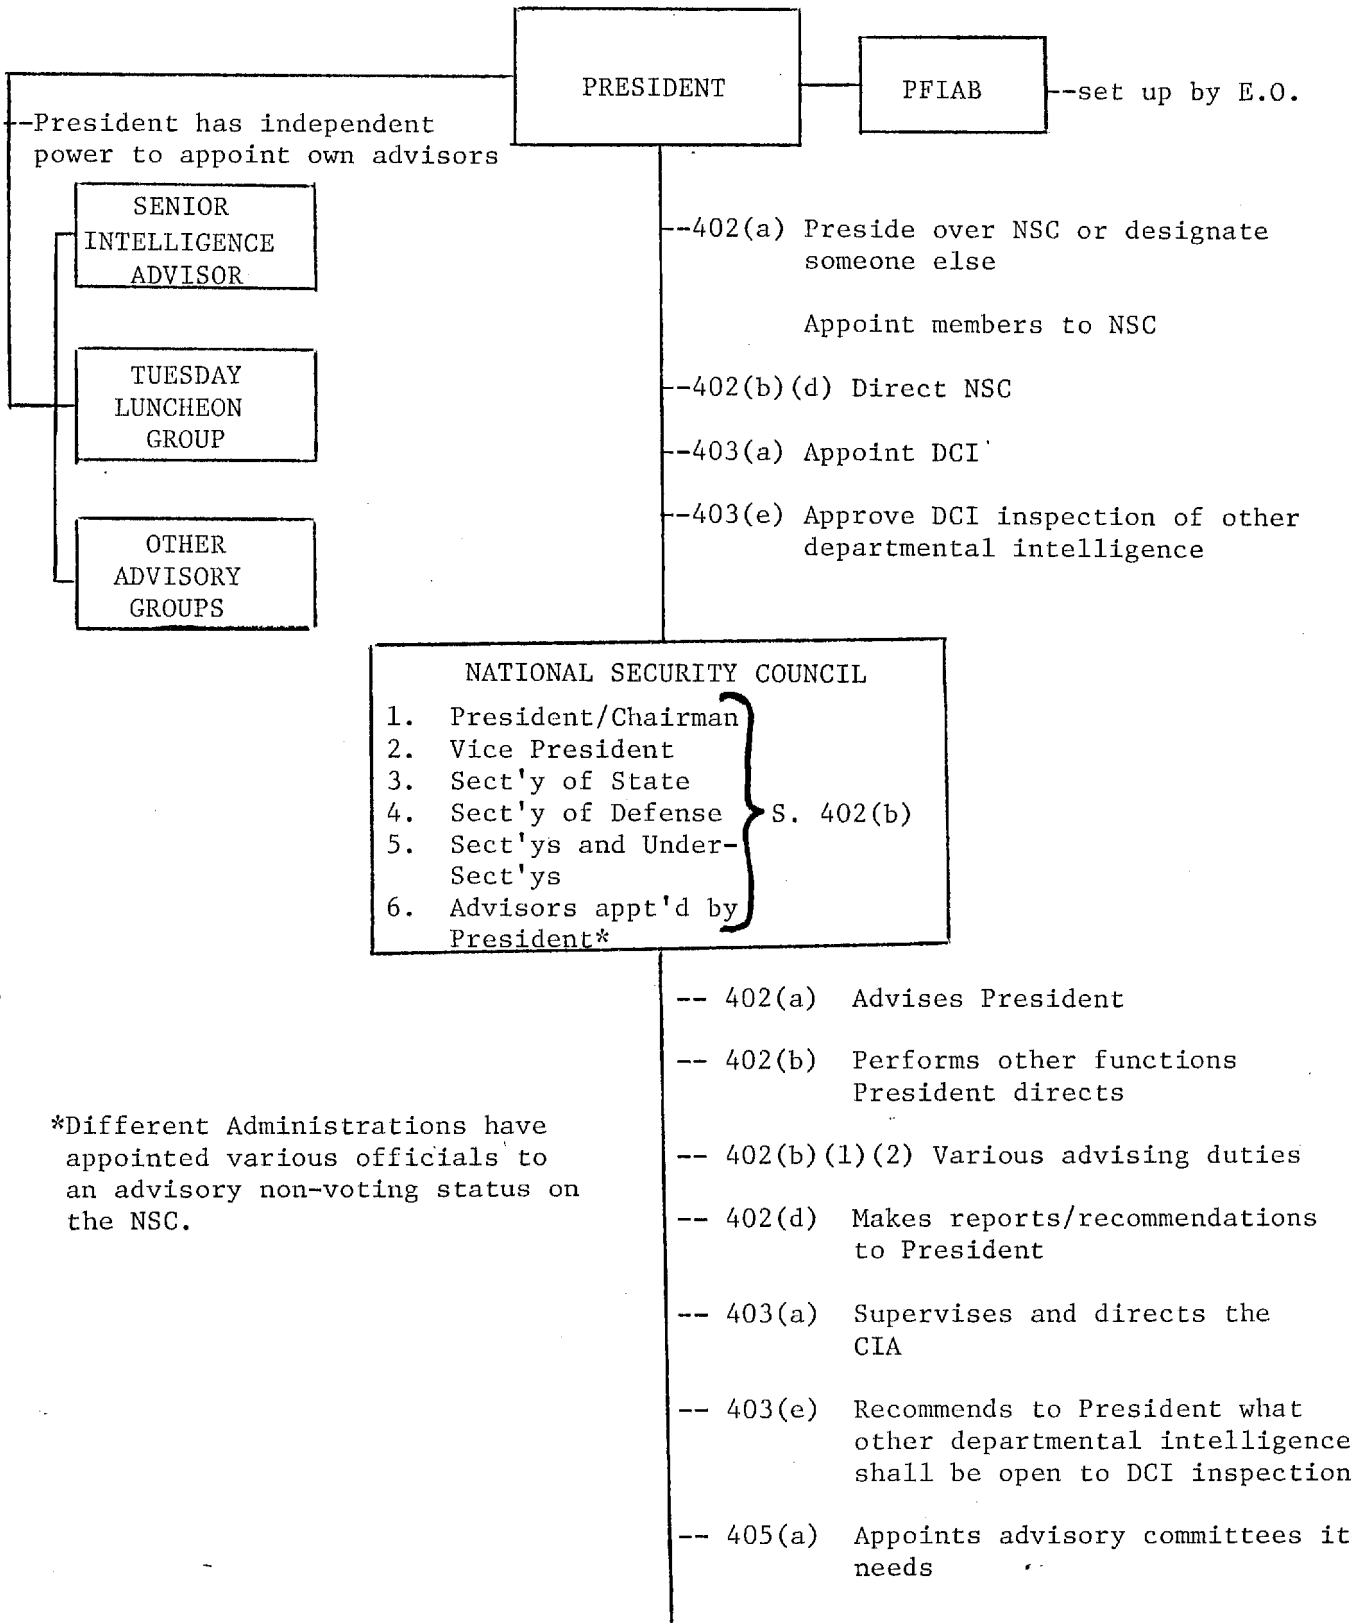 PRESIDENT
PFIAB
--set up by E.O.
--President has independent
power to appoint own advisors
SENIOR
INTELLIGENCE
ADVISOR
TUESDAY
LUNCHEON
GROUP
OTHER
ADVISORY
GROUPS
--402(a) Preside over NSC or designate
someone else
Appoint members to NSC
--402(b)(d) Direct NSC
--403(a) Appoint DCI
--403(e) Approve DCI inspection of other
departmental intelligence
NATIONAL SECURITY COUNCIL
1. President/Chairman
2. Vice President
3. Sect'y of State
4. Sect'y of Defense
5. Sect'ys and Under-
Sect'ys
6. Advisors appt'd by
President*
S. 402(b)
-- 402(a) Advises President
-- 402(b) Performs other functions
President directs
-- 402(b)(1)(2) Various advising duties
-- 402(d) Makes reports/recommendations
to President
-- 403(a) Supervises and directs the
CIA
-- 403(e) Recommends to President what
other departmental intelligence
shall be open to DCI inspection
-- 405(a) Appoints advisory committees it
needs
*Different Administrations have
appointed various officials to
an advisory non-voting status on
the NSC.